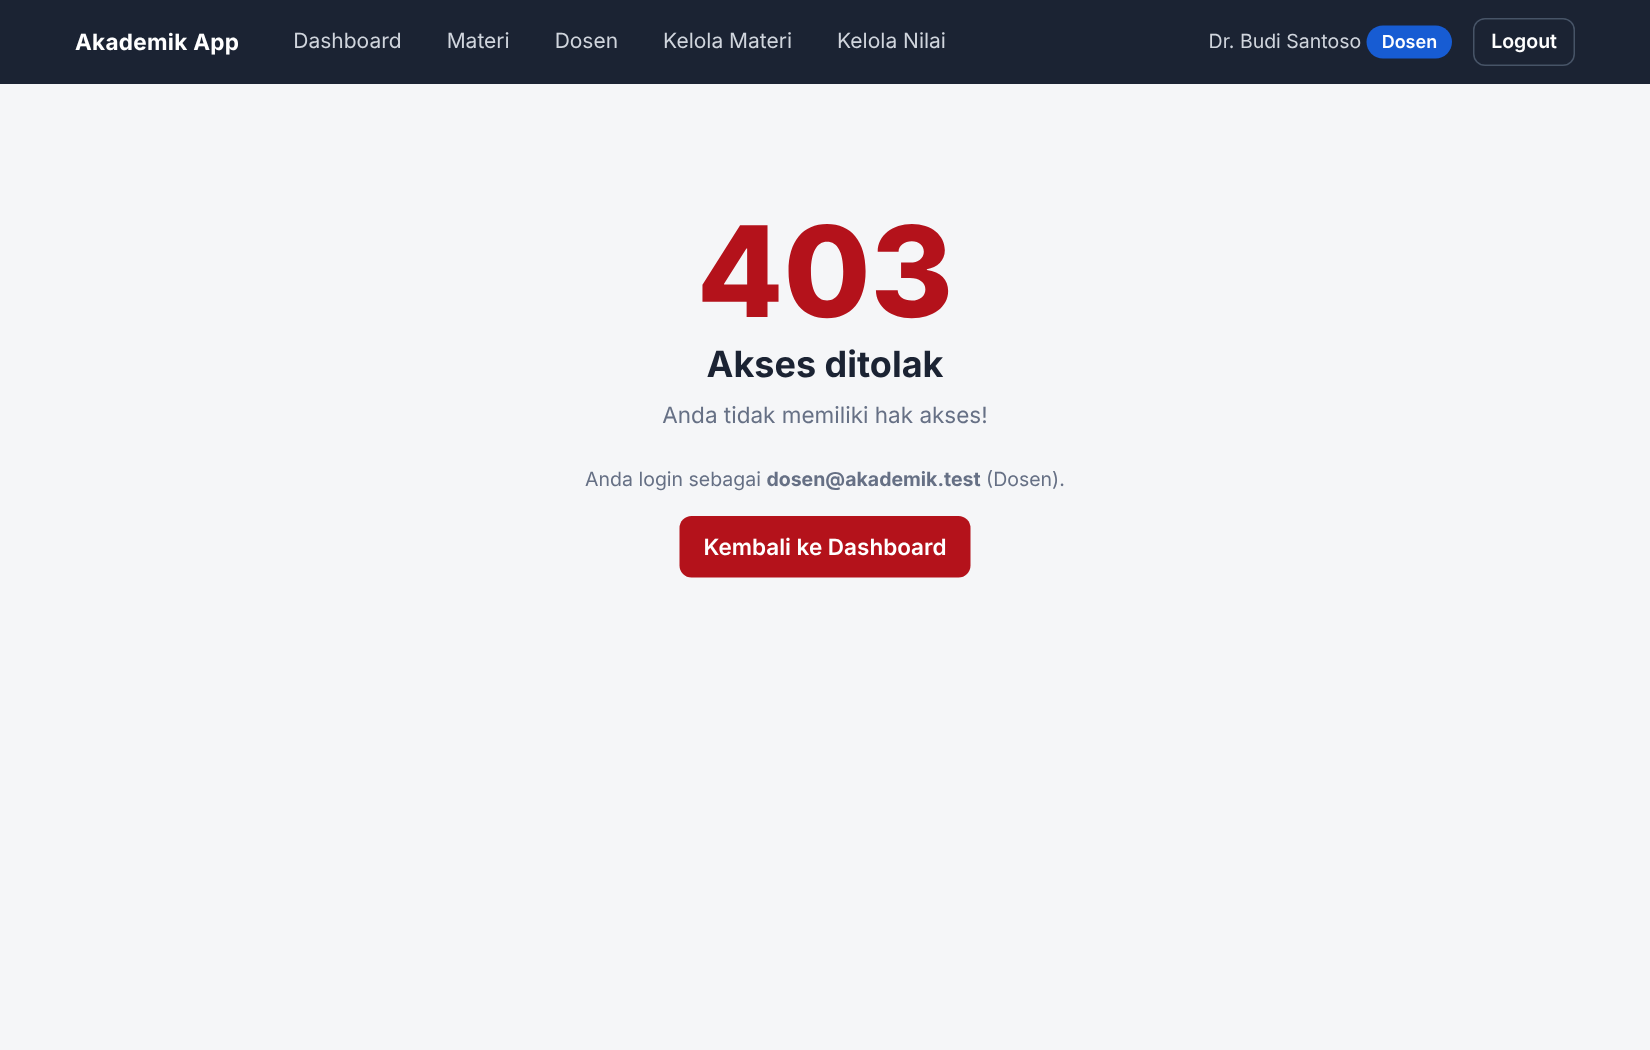 Akademik App Dashboard Materi Dosen Kelola Materi Kelola Nilai Dr. Budi Santoso Dosen Logout
403
Akses ditolak
Anda tidak memiliki hak akses!
Anda login sebagai dosen@akademik.test (Dosen).
Kembali ke Dashboard